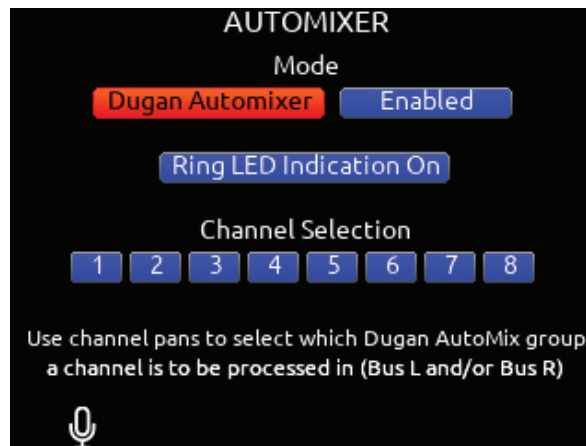 AUTOMIXER
Mode
Dugan Automixer Enabled
Ring LED Indication On
Channel Selection
1 2 3 4 5 6 7 8
Use channel pans to select which Dugan AutoMix group
a channel is to be processed in (Bus L and/or Bus R)